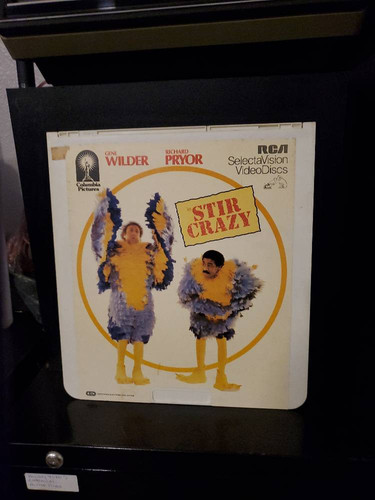 GENE
WILDER
RICHARD
PRYOR
RCA
SelectaVision
VideoDiscs
Columbia
Pictures
STIR
CRAZY